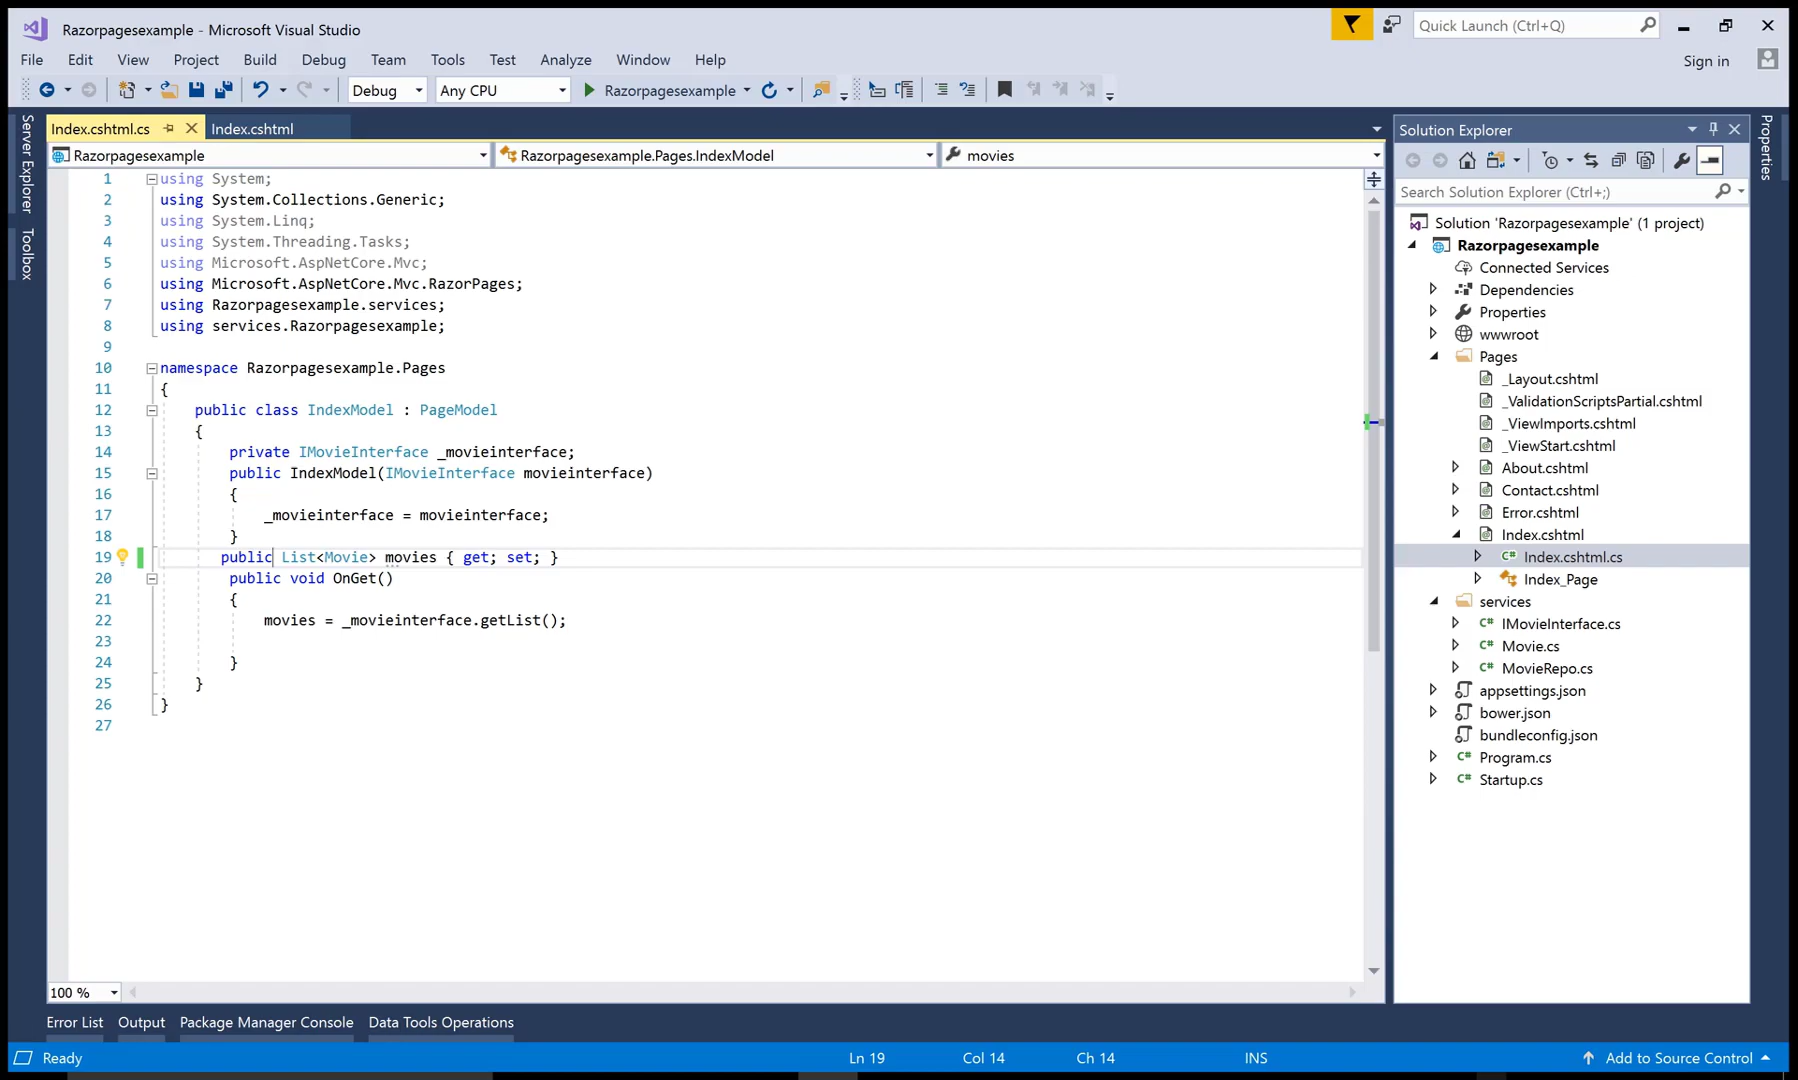 Razorpagesexample - Microsoft Visual Studio
Quick Launch (Ctrl+Q)
File Edit View Project Build Debug Team Tools Test Analyze Window Help
Sign in
Debug Any CPU Razorpagesexample
Server Explorer
Toolbox
Index.cshtml.cs Index.cshtml
Razorpagesexample Razorpagesexample.Pages.IndexModel movies
1 using System;
2 using System.Collections.Generic;
3 using System.Linq;
4 using System.Threading.Tasks;
5 using Microsoft.AspNetCore.Mvc;
6 using Microsoft.AspNetCore.Mvc.RazorPages;
7 using Razorpagesexample.services;
8 using services.Razorpagesexample;
9
10 namespace Razorpagesexample.Pages
11 {
12 public class IndexModel : PageModel
13 {
14 private IMovieInterface _movieinterface;
15 public IndexModel(IMovieInterface movieinterface)
16 {
17 _movieinterface = movieinterface;
18 }
19 public List<Movie> movies { get; set; }
20 public void OnGet()
21 {
22 movies = _movieinterface.getList();
23
24 }
25 }
26 }
27
100 %
Solution Explorer
Search Solution Explorer (Ctrl+;)
Solution 'Razorpagesexample' (1 project)
Razorpagesexample
Connected Services
Dependencies
Properties
wwwroot
Pages
_Layout.cshtml
_ValidationScriptsPartial.cshtml
_ViewImports.cshtml
_ViewStart.cshtml
About.cshtml
Contact.cshtml
Error.cshtml
Index.cshtml
C# Index.cshtml.cs
Index_Page
services
C# IMovieInterface.cs
C# Movie.cs
C# MovieRepo.cs
appsettings.json
bower.json
bundleconfig.json
C# Program.cs
C# Startup.cs
Properties
Error List Output Package Manager Console Data Tools Operations
Ready Ln 19 Col 14 Ch 14 INS Add to Source Control